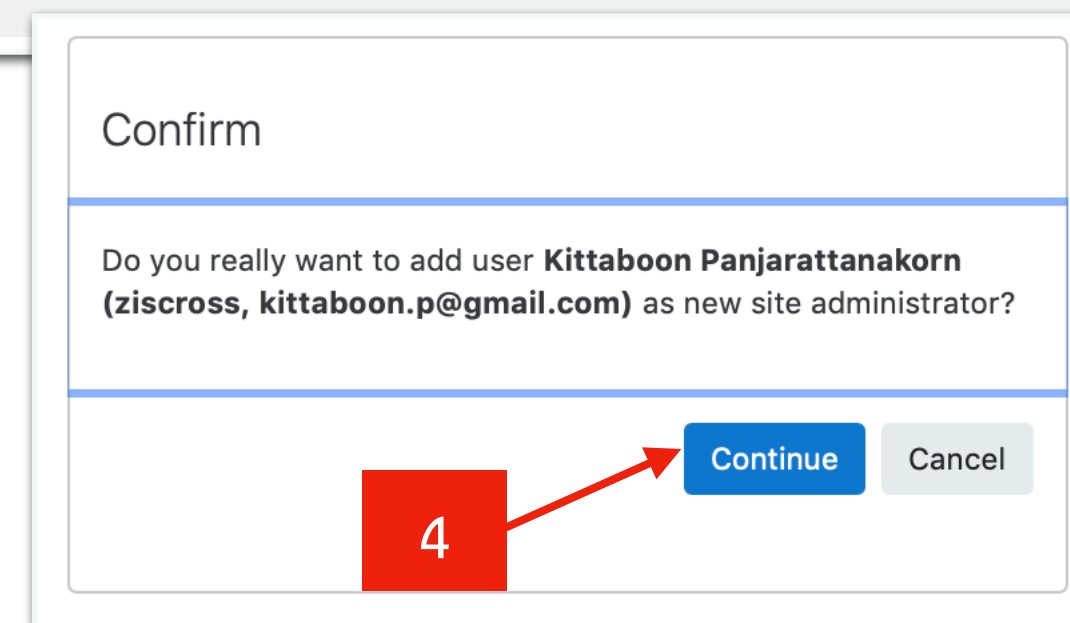 Confirm
Do you really want to add user Kittaboon Panjarattanakorn
(ziscross, kittaboon.p@gmail.com) as new site administrator?
Continue
Cancel
4